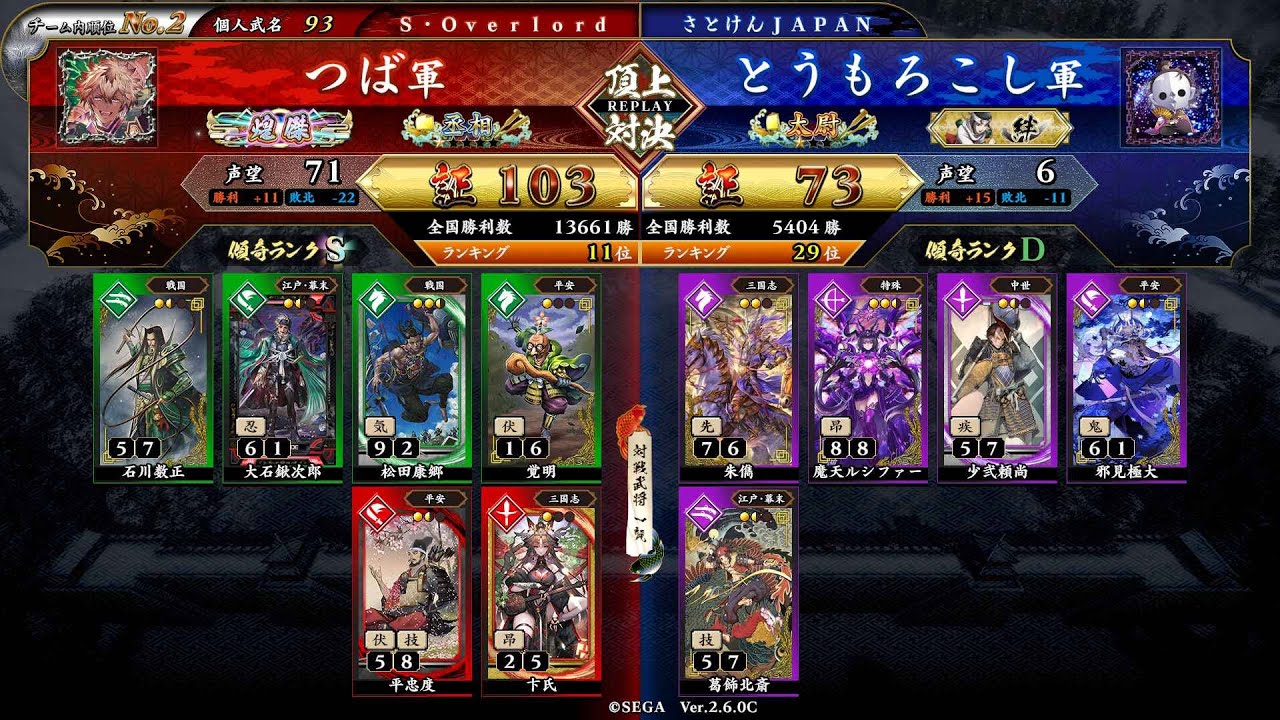 チーム内順位 No.2 個人武名 93 S・Overlord さとけんJAPAN
つば軍 頂上 REPLAY 対決 とうもろこし軍
煌傑 丞相 太尉 絆
声望 71 証 103 証 73 声望 6
勝利 +11 敗北 -22 勝利 +15 敗北 -11
全国勝利数 13661勝 全国勝利数 5404勝
傾奇ランク S ランキング 11位 ランキング 29位 傾奇ランク D
戦国 江戸・幕末 戦国 平安 三国志 特殊 中世 平安
忍 気 伏 先 昂 疾 鬼
5 7 6 1 9 2 1 6 7 6 8 8 5 7 6 1
石川数正 大石鍬次郎 松田康郷 覚明 朱儁 魔天ルシファー 少弐頼尚 邪見極大
対戦武将一覧
平安 三国志 江戸・幕末
伏 技 昂 技
5 8 2 5 5 7
平忠度 卞氏 葛飾北斎
©SEGA Ver.2.6.0C